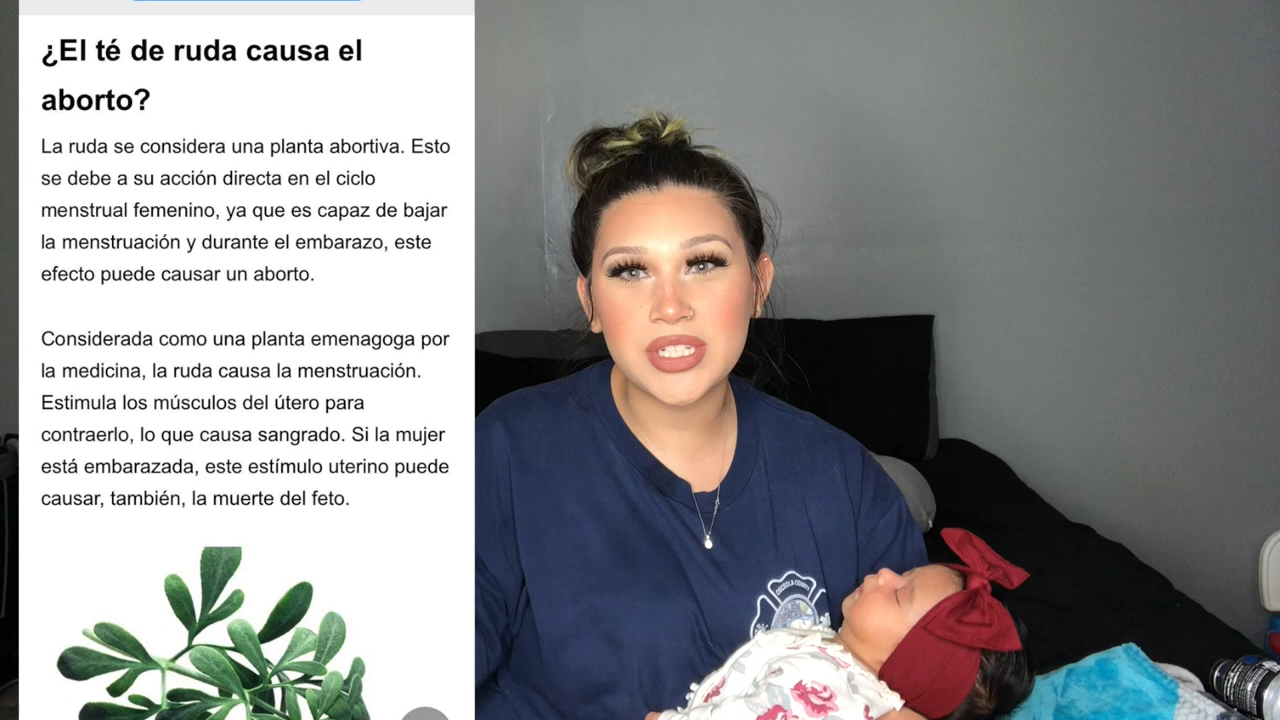 ¿El té de ruda causa el
aborto?
La ruda se considera una planta abortiva. Esto
se debe a su acción directa en el ciclo
menstrual femenino, ya que es capaz de bajar
la menstruación y durante el embarazo, este
efecto puede causar un aborto.
Considerada como una planta emenagoga por
la medicina, la ruda causa la menstruación.
Estimula los músculos del útero para
contraerlo, lo que causa sangrado. Si la mujer
está embarazada, este estímulo uterino puede
causar, también, la muerte del feto.
OSCEOLA COUNTY